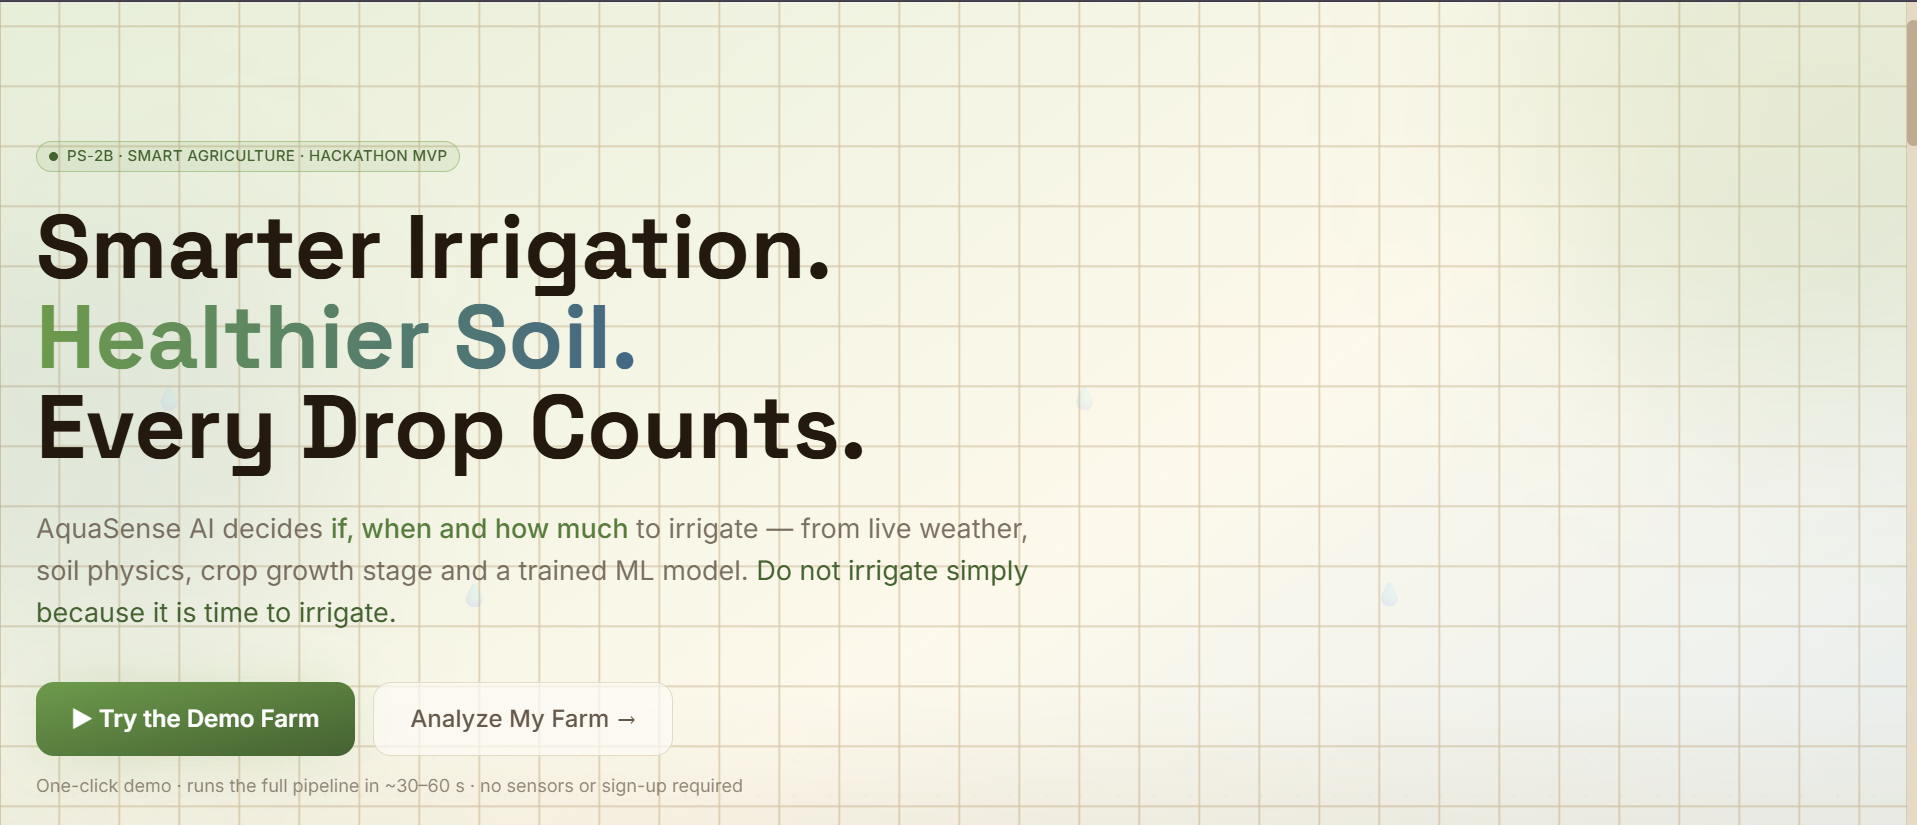 PS-2B · SMART AGRICULTURE · HACKATHON MVP
Smarter Irrigation.
Healthier Soil.
Every Drop Counts.
AquaSense AI decides if, when and how much to irrigate — from live weather,
soil physics, crop growth stage and a trained ML model. Do not irrigate simply
because it is time to irrigate.
▶ Try the Demo Farm
Analyze My Farm →
One-click demo · runs the full pipeline in ~30–60 s · no sensors or sign-up required